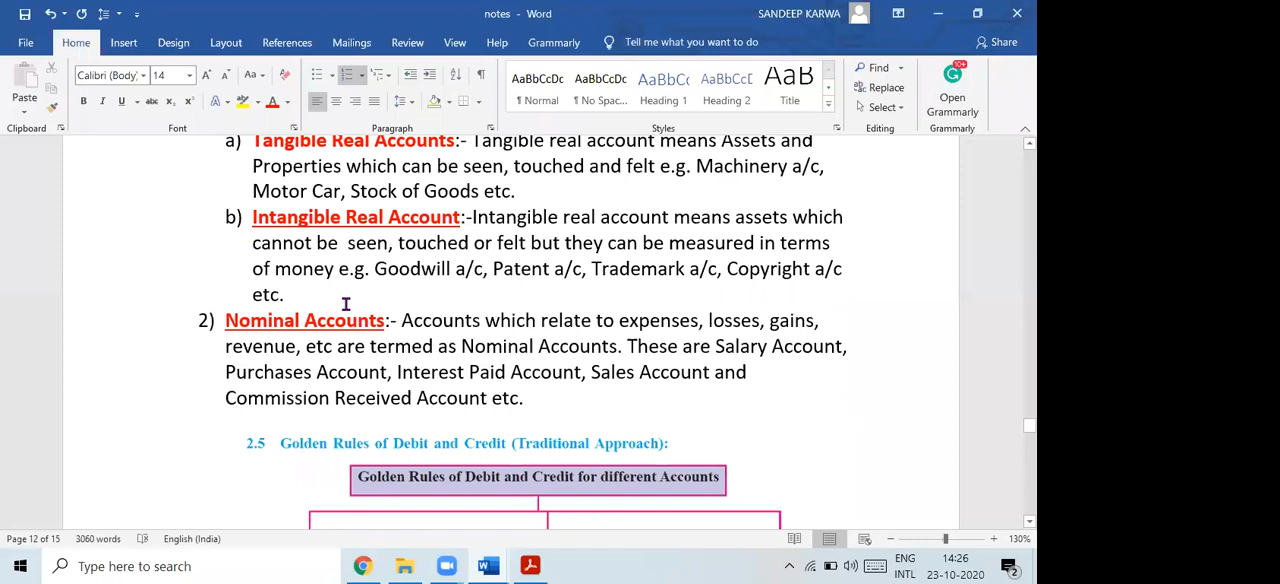 notes - Word
SANDEEP KARWA
File Home Insert Design Layout References Mailings Review View Help Grammarly Tell me what you want to do Share
Paste
Clipboard
Calibri (Body) 14
Aa
B I U abc x₂ x²
Font
Paragraph
AaBbCcDc AaBbCcDc AaBbCc AaBbCcD AaB
¶ Normal ¶ No Spac... Heading 1 Heading 2 Title
Styles
Find
Replace
Select
Editing
10+
Open
Grammarly
Grammarly
a) Tangible Real Accounts:- Tangible real account means Assets and
Properties which can be seen, touched and felt e.g. Machinery a/c,
Motor Car, Stock of Goods etc.
b) Intangible Real Account:-Intangible real account means assets which
cannot be seen, touched or felt but they can be measured in terms
of money e.g. Goodwill a/c, Patent a/c, Trademark a/c, Copyright a/c
etc.
2) Nominal Accounts:- Accounts which relate to expenses, losses, gains,
revenue, etc are termed as Nominal Accounts. These are Salary Account,
Purchases Account, Interest Paid Account, Sales Account and
Commission Received Account etc.
2.5 Golden Rules of Debit and Credit (Traditional Approach):
Golden Rules of Debit and Credit for different Accounts
Page 12 of 15 3060 words English (India) 130%
Type here to search
ENG
INTL
14:26
23-10-2020
2